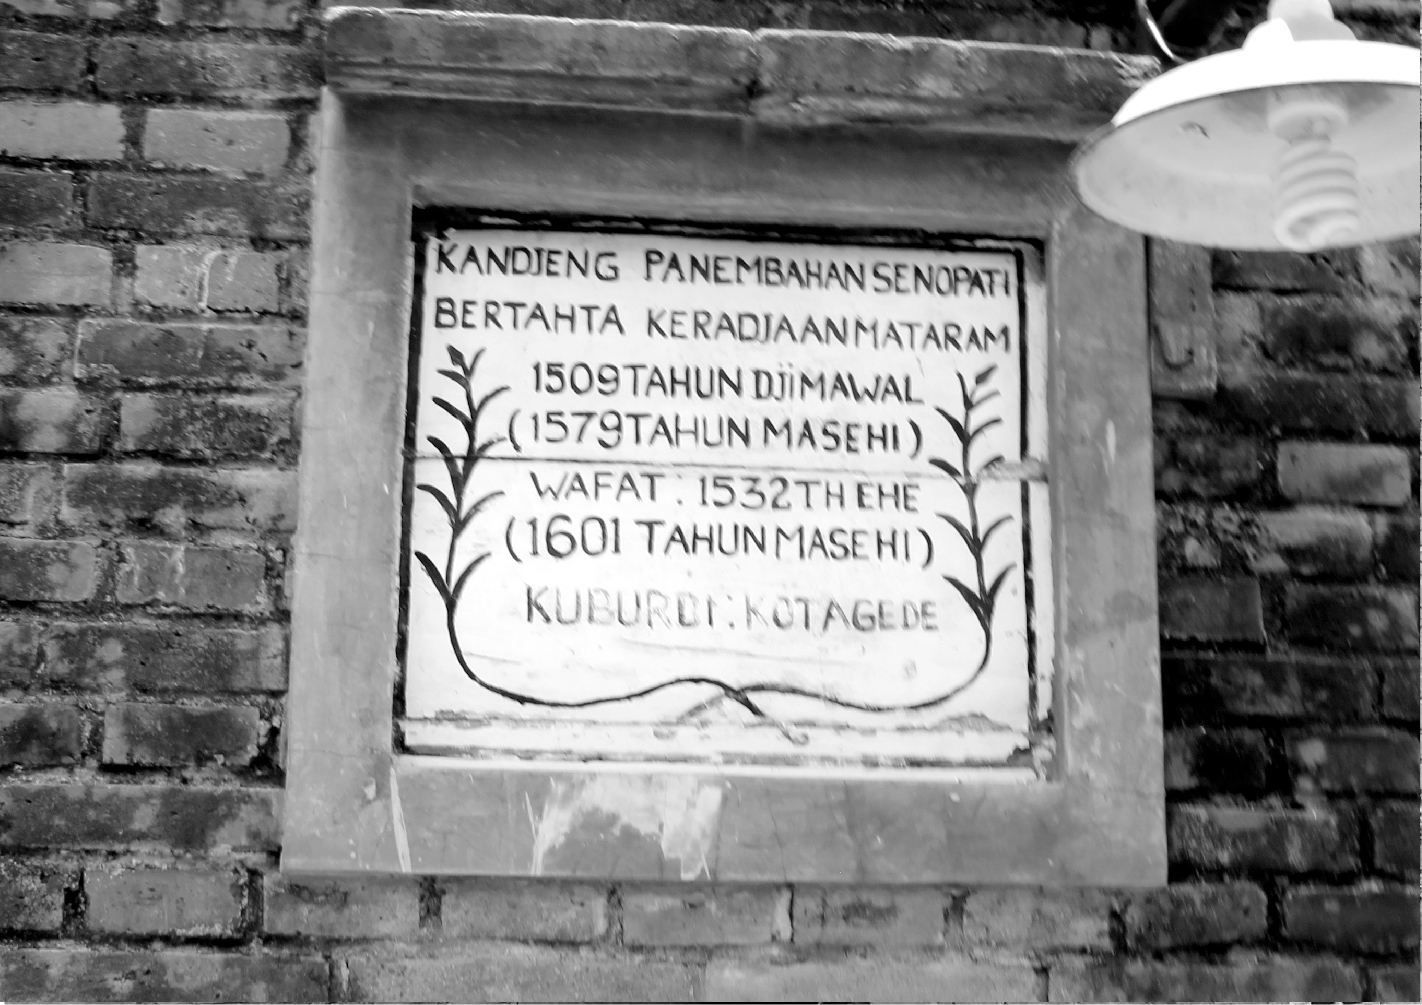 KANDJENG PANEMBAHAN SENOPATI
BERTAHTA KERADJAAN MATARAM
1509 TAHUN DJIMAWAL
(1579 TAHUN MASEHI)
WAFAT : 1532 TH EHE
(1601 TAHUN MASEHI)
KUBUR DI : KOTAGEDE